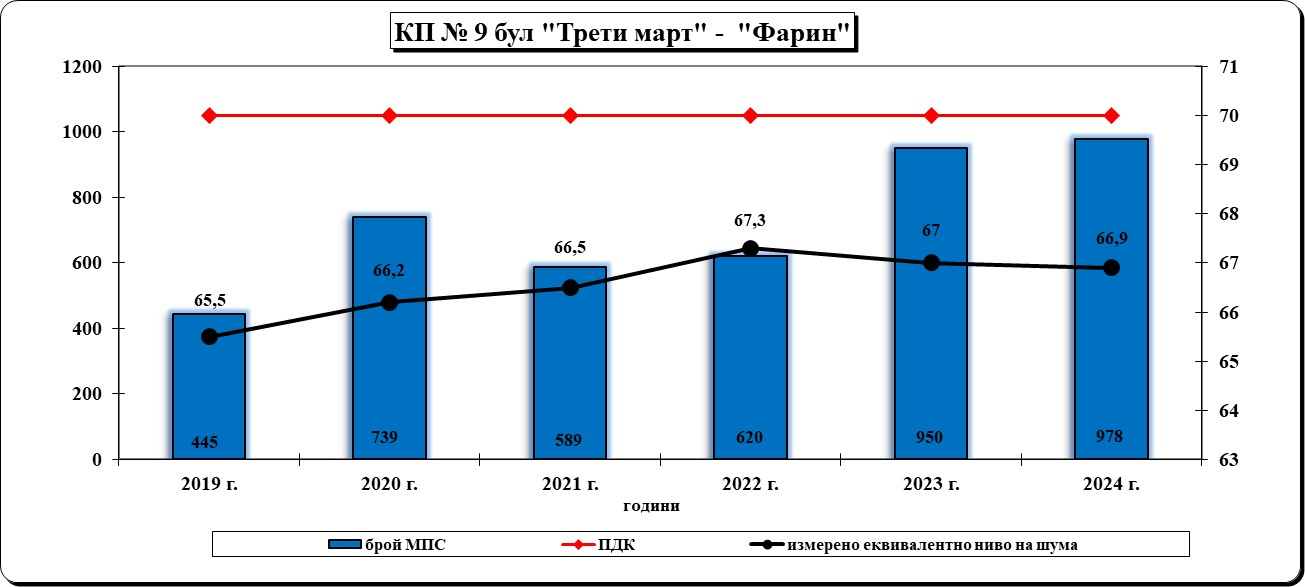 КП № 9 бул "Трети март" - "Фарин"
1200 71
1000 70
800 69
600 68
400 67
200 66
0 65
64
63
65,5 66,2 66,5 67,3 67 66,9
445 739 589 620 950 978
2019 г. 2020 г. 2021 г. 2022 г. 2023 г. 2024 г.
години
брой МПС ПДК измерено еквивалентно ниво на шума